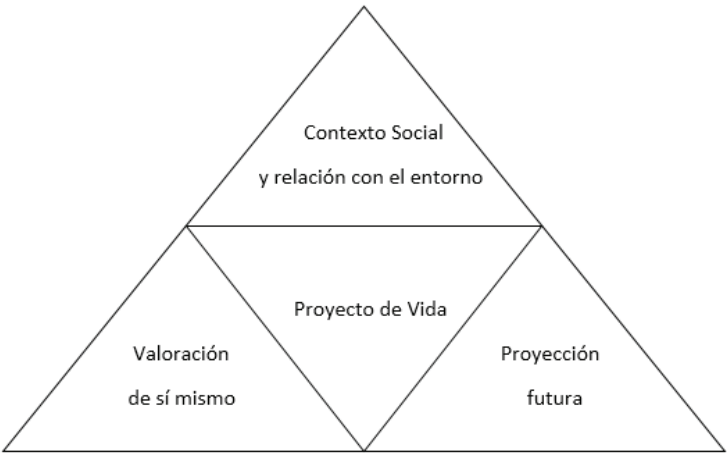 Contexto Social
y relación con el entorno
Proyecto de Vida
Valoración
de sí mismo
Proyección
futura